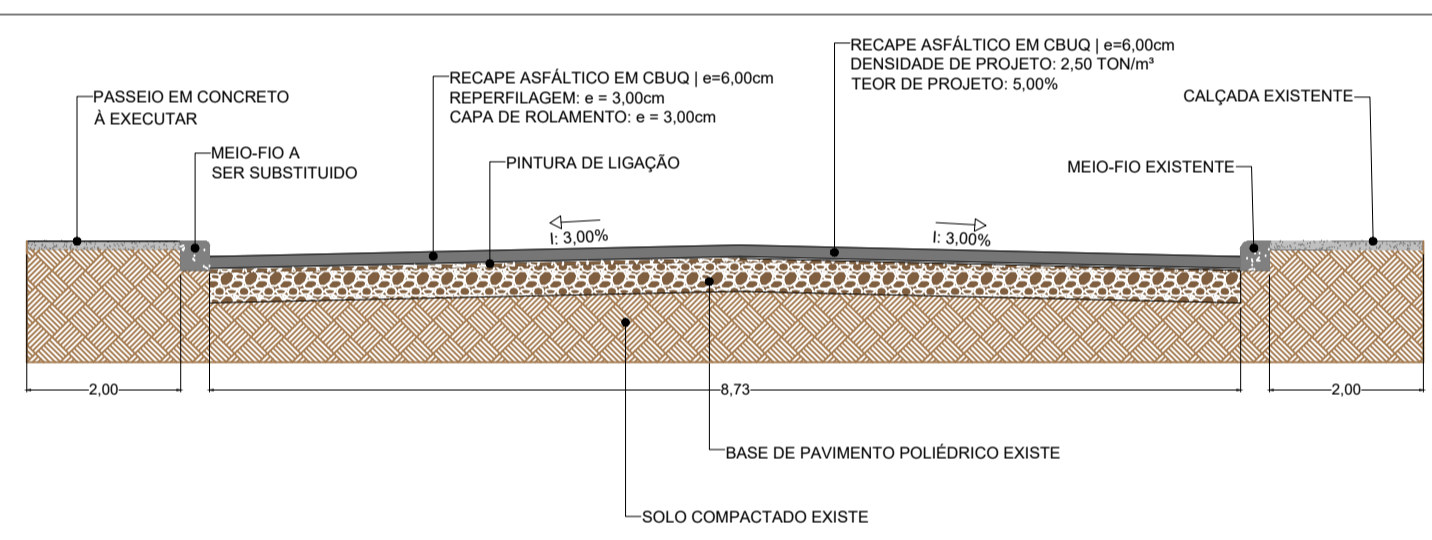 RECAPE ASFÁLTICO EM CBUQ | e=6,00cm
DENSIDADE DE PROJETO: 2,50 TON/m³
TEOR DE PROJETO: 5,00%
RECAPE ASFÁLTICO EM CBUQ | e=6,00cm
REPERFILAGEM: e = 3,00cm
CAPA DE ROLAMENTO: e = 3,00cm
PASSEIO EM CONCRETO
À EXECUTAR
CALÇADA EXISTENTE
MEIO-FIO A
SER SUBSTITUIDO
PINTURA DE LIGAÇÃO
MEIO-FIO EXISTENTE
I: 3,00%
I: 3,00%
2,00
8,73
2,00
BASE DE PAVIMENTO POLIÉDRICO EXISTE
SOLO COMPACTADO EXISTE